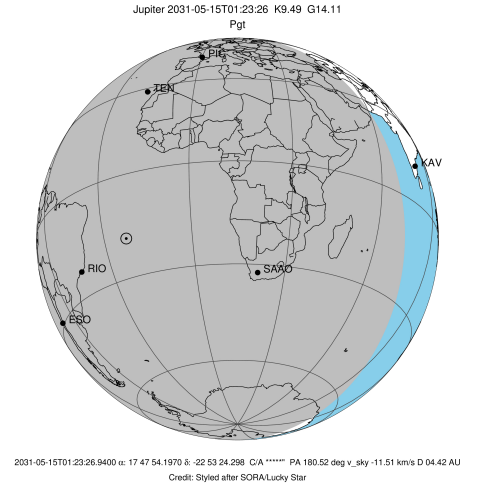 Jupiter 2031-05-15T01:23:26 K9.49 G14.11
Pgt
PIC
TEN
KAV
SAAO
RIO
ESO
2031-05-15T01:23:26.9400 α: 17 47 54.1970 δ: -22 53 24.298 C/A *****" PA 180.52 deg v_sky -11.51 km/s D 04.42 AU
Credit: Styled after SORA/Lucky Star